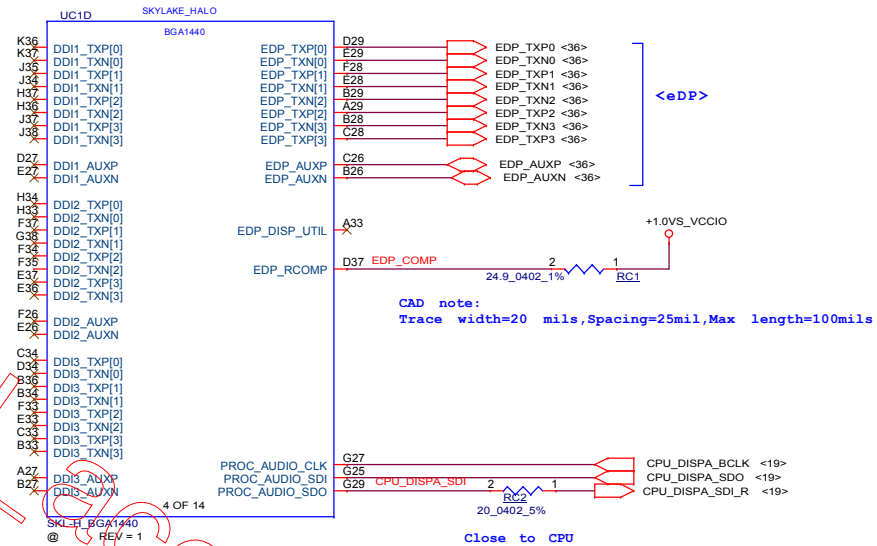 UC1D SKYLAKE_HALO
BGA1440
K36 DDI1_TXP[0] EDP_TXP[0] D29 EDP_TXP0 <36>
K37 DDI1_TXN[0] EDP_TXN[0] E29 EDP_TXN0 <36>
J35 DDI1_TXP[1] EDP_TXP[1] F28 EDP_TXP1 <36>
J34 DDI1_TXN[1] EDP_TXN[1] E28 EDP_TXN1 <36>
H37 DDI1_TXP[2] EDP_TXN[2] B29 EDP_TXN2 <36>
H36 DDI1_TXN[2] EDP_TXP[2] A29 EDP_TXP2 <36>
J37 DDI1_TXP[3] EDP_TXN[3] B28 EDP_TXN3 <36>
J38 DDI1_TXN[3] EDP_TXP[3] C28 EDP_TXP3 <36>
<eDP>
D27 DDI1_AUXP EDP_AUXP C26 EDP_AUXP <36>
E27 DDI1_AUXN EDP_AUXN B26 EDP_AUXN <36>
H34 DDI2_TXP[0]
H33 DDI2_TXN[0]
F37 DDI2_TXP[1] EDP_DISP_UTIL A33
G38 DDI2_TXN[1]
F34 DDI2_TXP[2]
F35 DDI2_TXN[2] EDP_RCOMP D37 EDP_COMP 2 1 +1.0VS_VCCIO
E37 DDI2_TXP[3] 24.9_0402_1% RC1
E36 DDI2_TXN[3]
CAD note:
Trace width=20 mils,Spacing=25mil,Max length=100mils
F26 DDI2_AUXP
E26 DDI2_AUXN
C34 DDI3_TXP[0]
D34 DDI3_TXN[0]
B36 DDI3_TXP[1]
B34 DDI3_TXN[1]
F33 DDI3_TXP[2]
E33 DDI3_TXN[2]
C33 DDI3_TXP[3]
B33 DDI3_TXN[3]
PROC_AUDIO_CLK G27 CPU_DISPA_BCLK <19>
A27 DDI3_AUXP PROC_AUDIO_SDI G25 CPU_DISPA_SDO <19>
B27 DDI3_AUXN PROC_AUDIO_SDO G29 CPU_DISPA_SDI 2 1 CPU_DISPA_SDI_R <19>
RC2
20_0402_5%
4 OF 14
SKL-H_BGA1440
@ REV = 1
Close to CPU